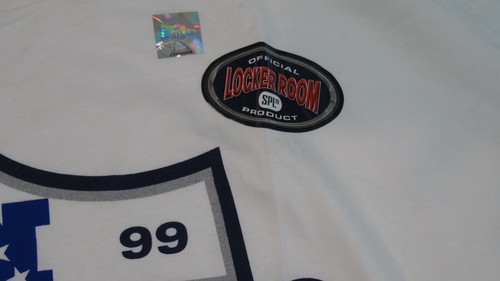 OFFICIAL
LOCKER ROOM
SPL
PRODUCT
99